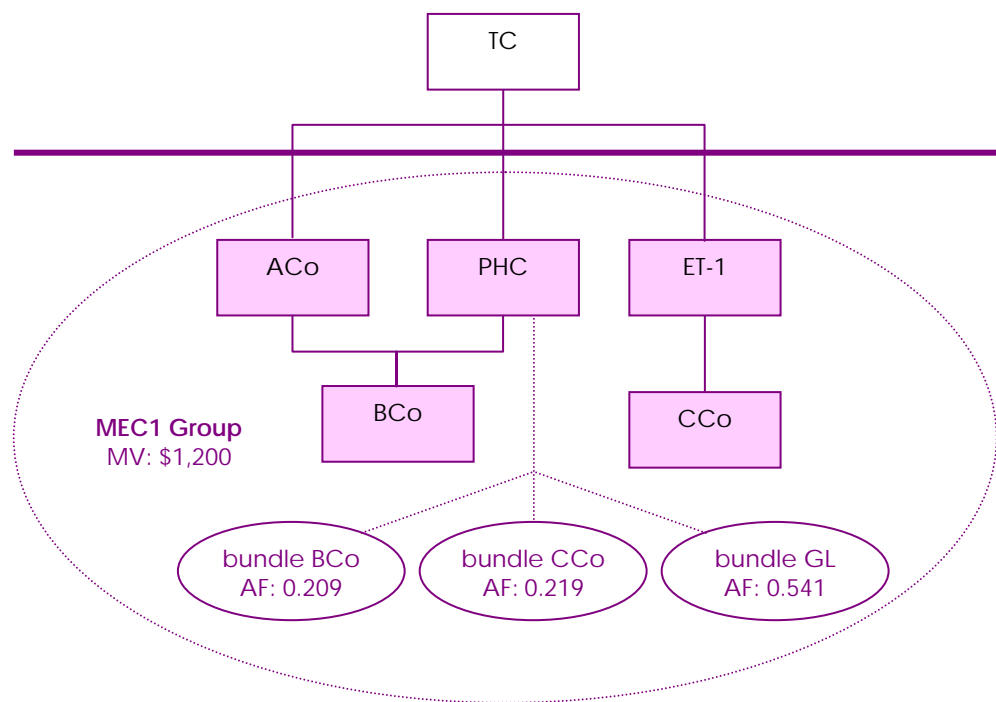 TC
ACo
PHC
ET-1
BCo
CCo
MEC1 Group
MV: $1,200
bundle BCo
AF: 0.209
bundle CCo
AF: 0.219
bundle GL
AF: 0.541